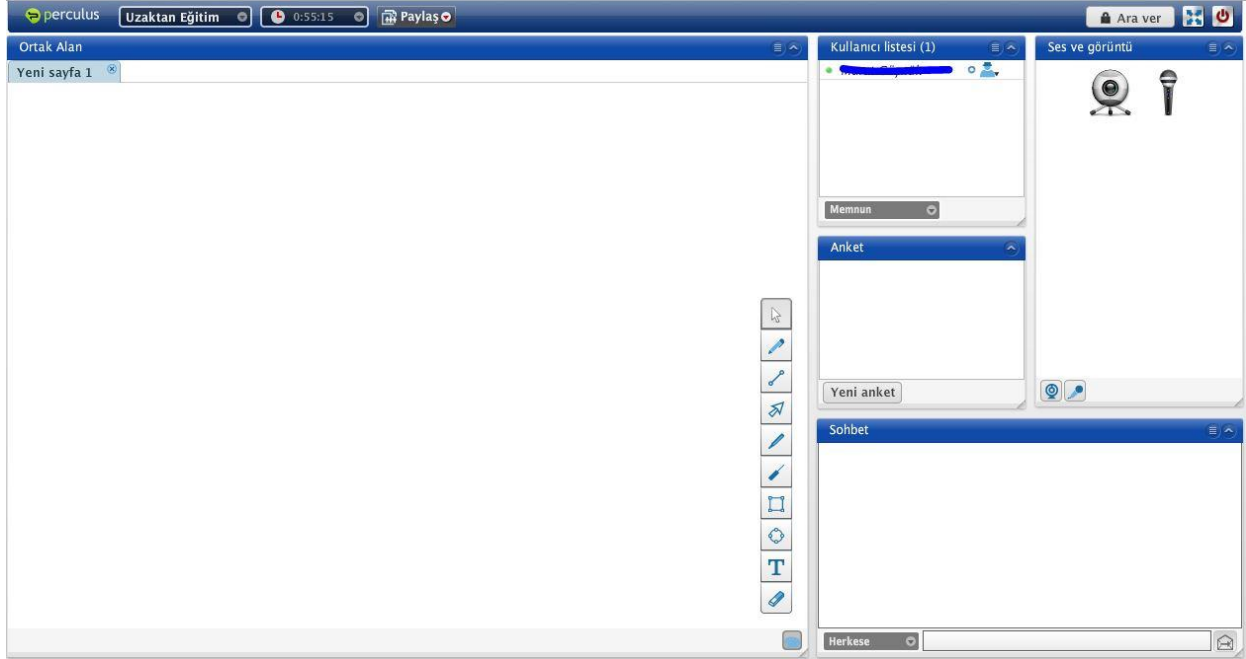 perculus
Uzaktan Eğitim
0:55:15
Paylaş
Ara ver
Ortak Alan
Yeni sayfa 1
Kullanıcı listesi (1)
Memnun
Anket
Yeni anket
Ses ve görüntü
Sohbet
Herkese
T